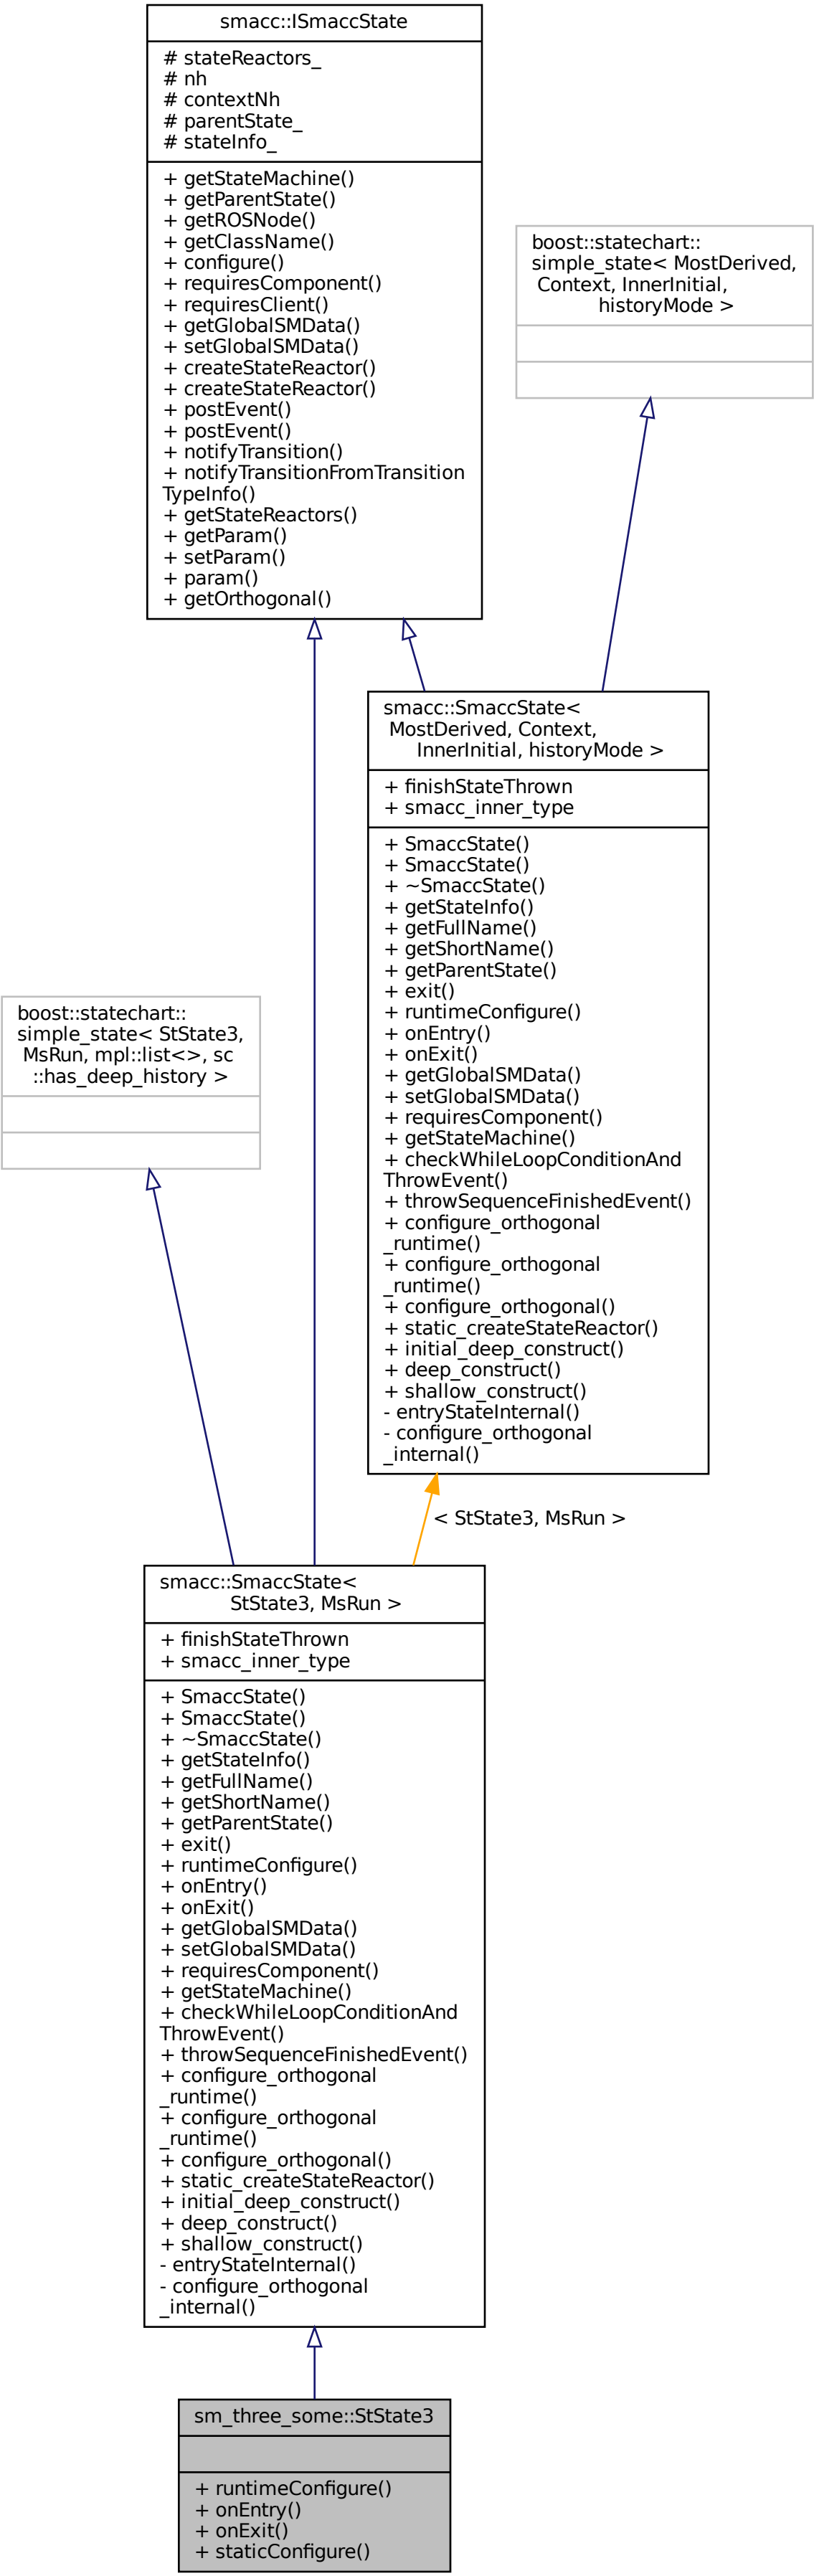 smacc::ISmaccState
# stateReactors_
# nh
# contextNh
# parentState_
# stateInfo_
+ getStateMachine()
+ getParentState()
+ getROSNode()
+ getClassName()
+ configure()
+ requiresComponent()
+ requiresClient()
+ getGlobalSMData()
+ setGlobalSMData()
+ createStateReactor()
+ createStateReactor()
+ postEvent()
+ postEvent()
+ notifyTransition()
+ notifyTransitionFromTransition
TypeInfo()
+ getStateReactors()
+ getParam()
+ setParam()
+ param()
+ getOrthogonal()
boost::statechart::
simple_state< MostDerived,
Context, InnerInitial,
historyMode >
smacc::SmaccState<
MostDerived, Context,
InnerInitial, historyMode >
+ finishStateThrown
+ smacc_inner_type
+ SmaccState()
+ SmaccState()
+ ~SmaccState()
+ getStateInfo()
+ getFullName()
+ getShortName()
+ getParentState()
+ exit()
+ runtimeConfigure()
+ onEntry()
+ onExit()
+ getGlobalSMData()
+ setGlobalSMData()
+ requiresComponent()
+ getStateMachine()
+ checkWhileLoopConditionAnd
ThrowEvent()
+ throwSequenceFinishedEvent()
+ configure_orthogonal
_runtime()
+ configure_orthogonal
_runtime()
+ configure_orthogonal()
+ static_createStateReactor()
+ initial_deep_construct()
+ deep_construct()
+ shallow_construct()
- entryStateInternal()
- configure_orthogonal
_internal()
boost::statechart::
simple_state< StState3,
MsRun, mpl::list<>, sc
::has_deep_history >
< StState3, MsRun >
smacc::SmaccState<
StState3, MsRun >
+ finishStateThrown
+ smacc_inner_type
+ SmaccState()
+ SmaccState()
+ ~SmaccState()
+ getStateInfo()
+ getFullName()
+ getShortName()
+ getParentState()
+ exit()
+ runtimeConfigure()
+ onEntry()
+ onExit()
+ getGlobalSMData()
+ setGlobalSMData()
+ requiresComponent()
+ getStateMachine()
+ checkWhileLoopConditionAnd
ThrowEvent()
+ throwSequenceFinishedEvent()
+ configure_orthogonal
_runtime()
+ configure_orthogonal
_runtime()
+ configure_orthogonal()
+ static_createStateReactor()
+ initial_deep_construct()
+ deep_construct()
+ shallow_construct()
- entryStateInternal()
- configure_orthogonal
_internal()
sm_three_some::StState3
+ runtimeConfigure()
+ onEntry()
+ onExit()
+ staticConfigure()